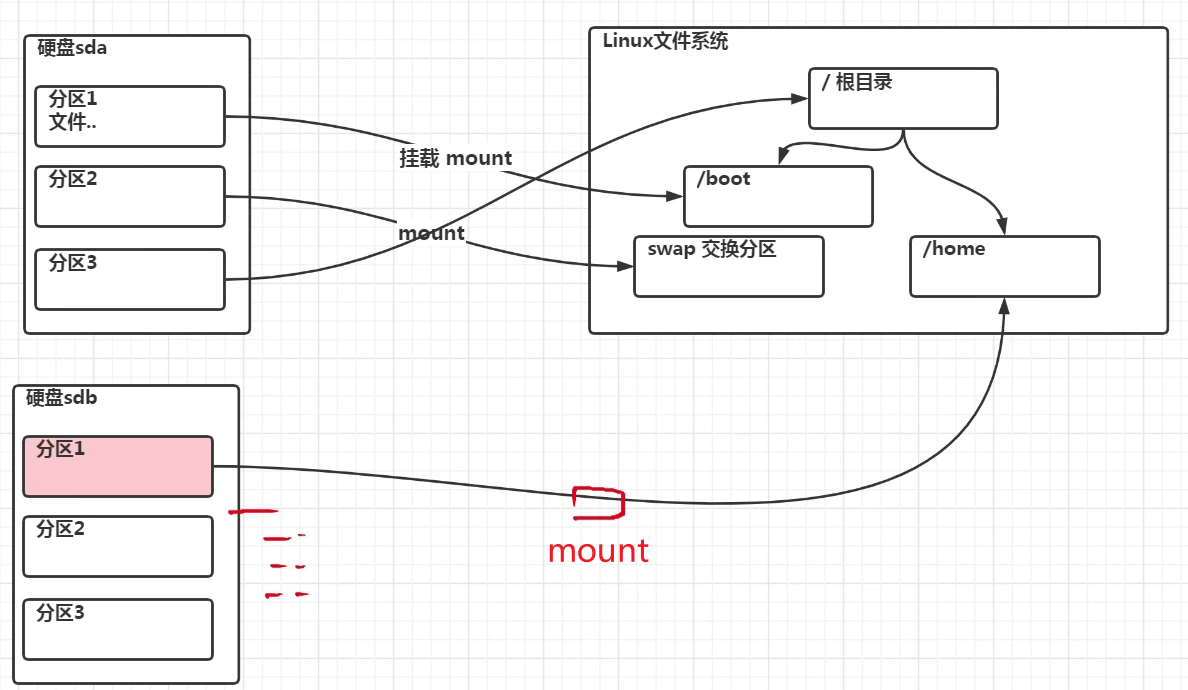 硬盘sda
分区1
文件..
分区2
分区3
挂载 mount
mount
Linux文件系统
/ 根目录
/boot
swap 交换分区
/home
硬盘sdb
分区1
分区2
分区3
mount